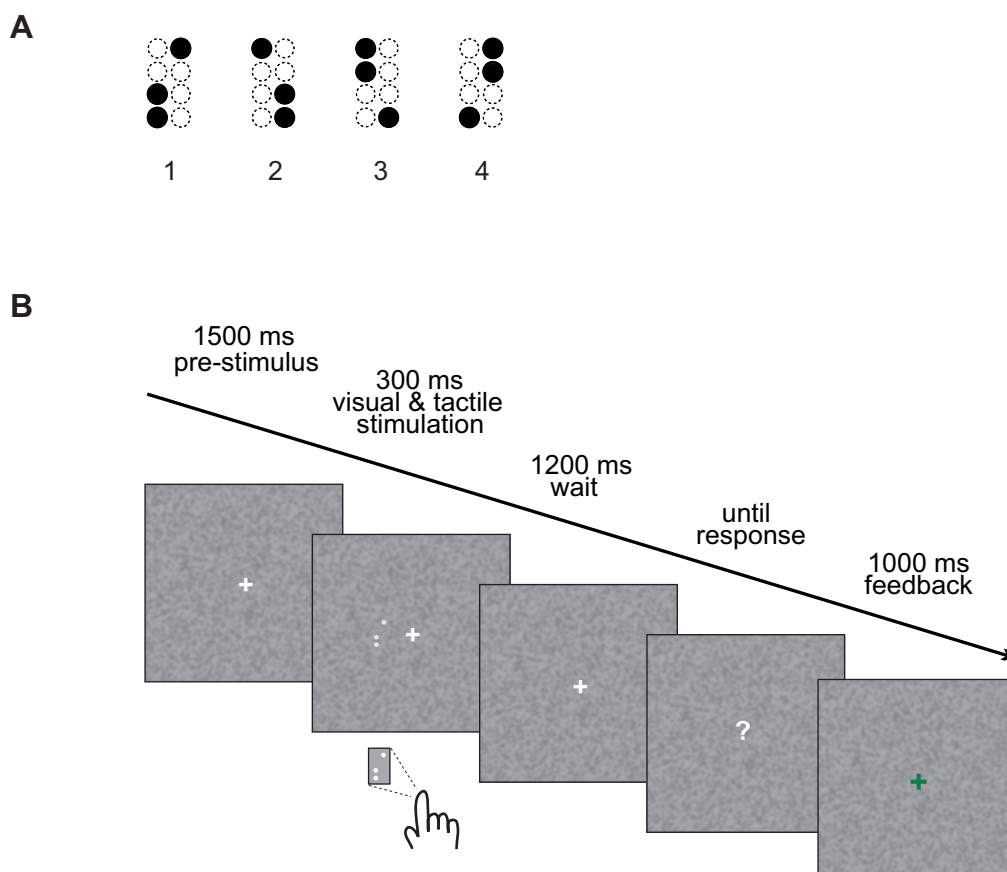 A
1 2 3 4
B
1500 ms
pre-stimulus
300 ms
visual & tactile
stimulation
1200 ms
wait
until
response
1000 ms
feedback
?